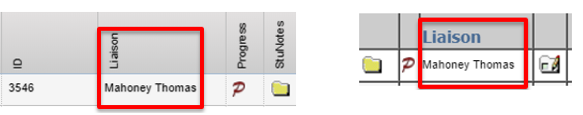 ID Liaison Progress StuNotes
3546 Mahoney Thomas P
Liaison
P Mahoney Thomas